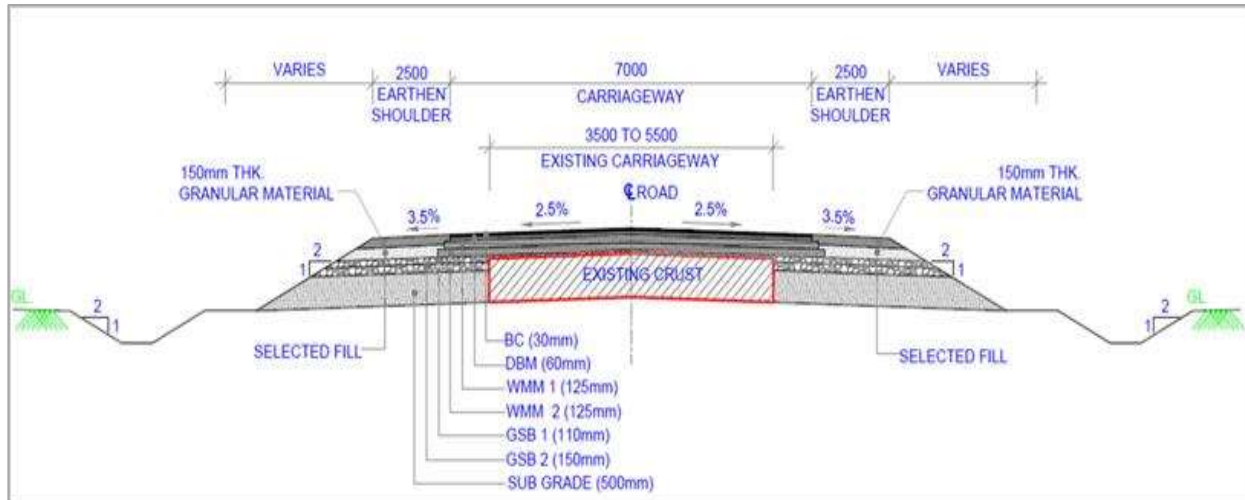 VARIES
2500
7000
2500
VARIES
EARTHEN
SHOULDER
CARRIAGEWAY
EARTHEN
SHOULDER
3500 TO 5500
EXISTING CARRIAGEWAY
150mm THK.
GRANULAR MATERIAL
150mm THK.
GRANULAR MATERIAL
℄ ROAD
3.5%
2.5%
2.5%
3.5%
2
1
2
1
EXISTING CRUST
GL
2
1
GL
2
1
SELECTED FILL
SELECTED FILL
BC (30mm)
DBM (60mm)
WMM 1 (125mm)
WMM 2 (125mm)
GSB 1 (110mm)
GSB 2 (150mm)
SUB GRADE (500mm)